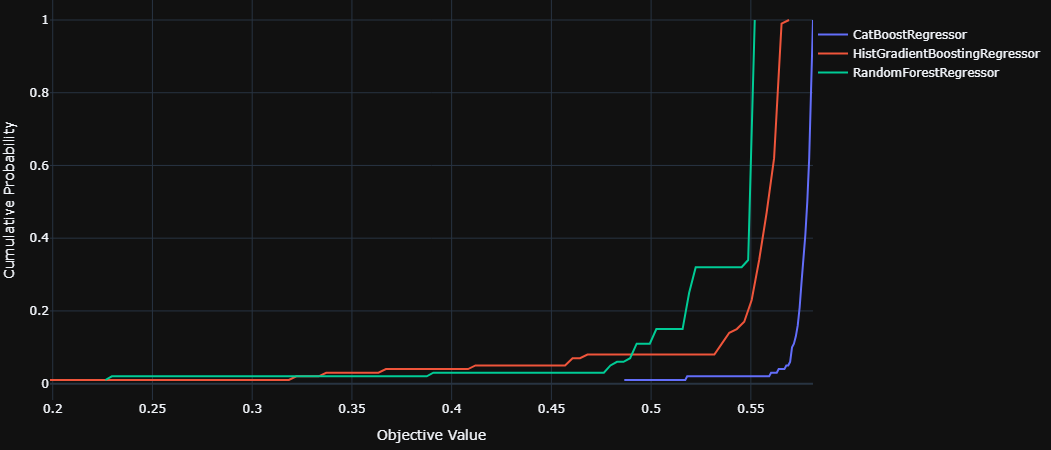 1
0.8
0.6
0.4
0.2
0
Cumulative Probability
0.2 0.25 0.3 0.35 0.4 0.45 0.5 0.55
Objective Value
CatBoostRegressor
HistGradientBoostingRegressor
RandomForestRegressor